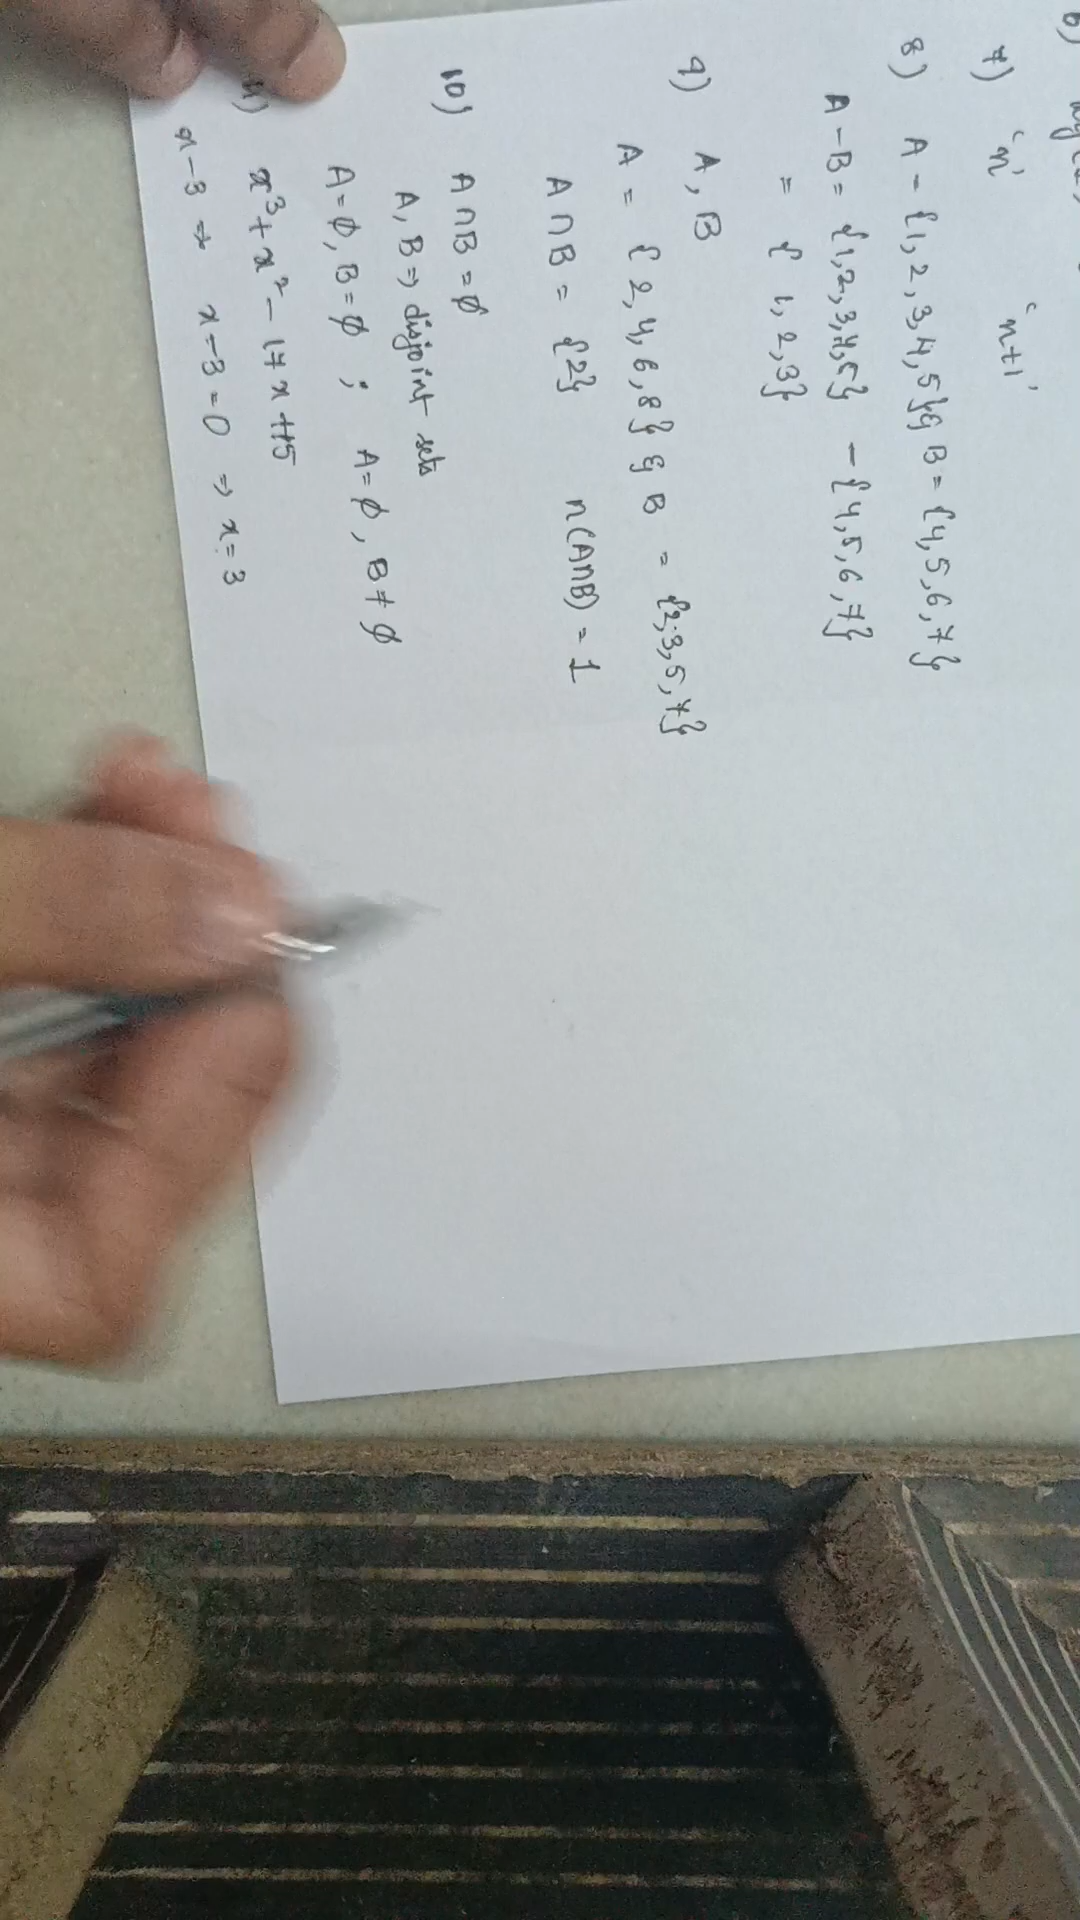 6)
7) 'n' 'n+1'
8) A - {1, 2, 3, 4, 5} & B = {4, 5, 6, 7}
A - B = {1, 2, 3, 4, 5} - {4, 5, 6, 7}
= { 1, 2, 3}
9) A, B
A = { 2, 4, 6, 8} & B = {2, 3, 5, 7}
A ∩ B = {2} n(A∩B) = 1
10) A ∩ B = ∅
A, B ⇒ disjoint sets
A = ∅, B = ∅ ; A = ∅, B ≠ ∅
11) x³ + x² - 17x + 15
x - 3 ⇒ x - 3 = 0 ⇒ x = 3